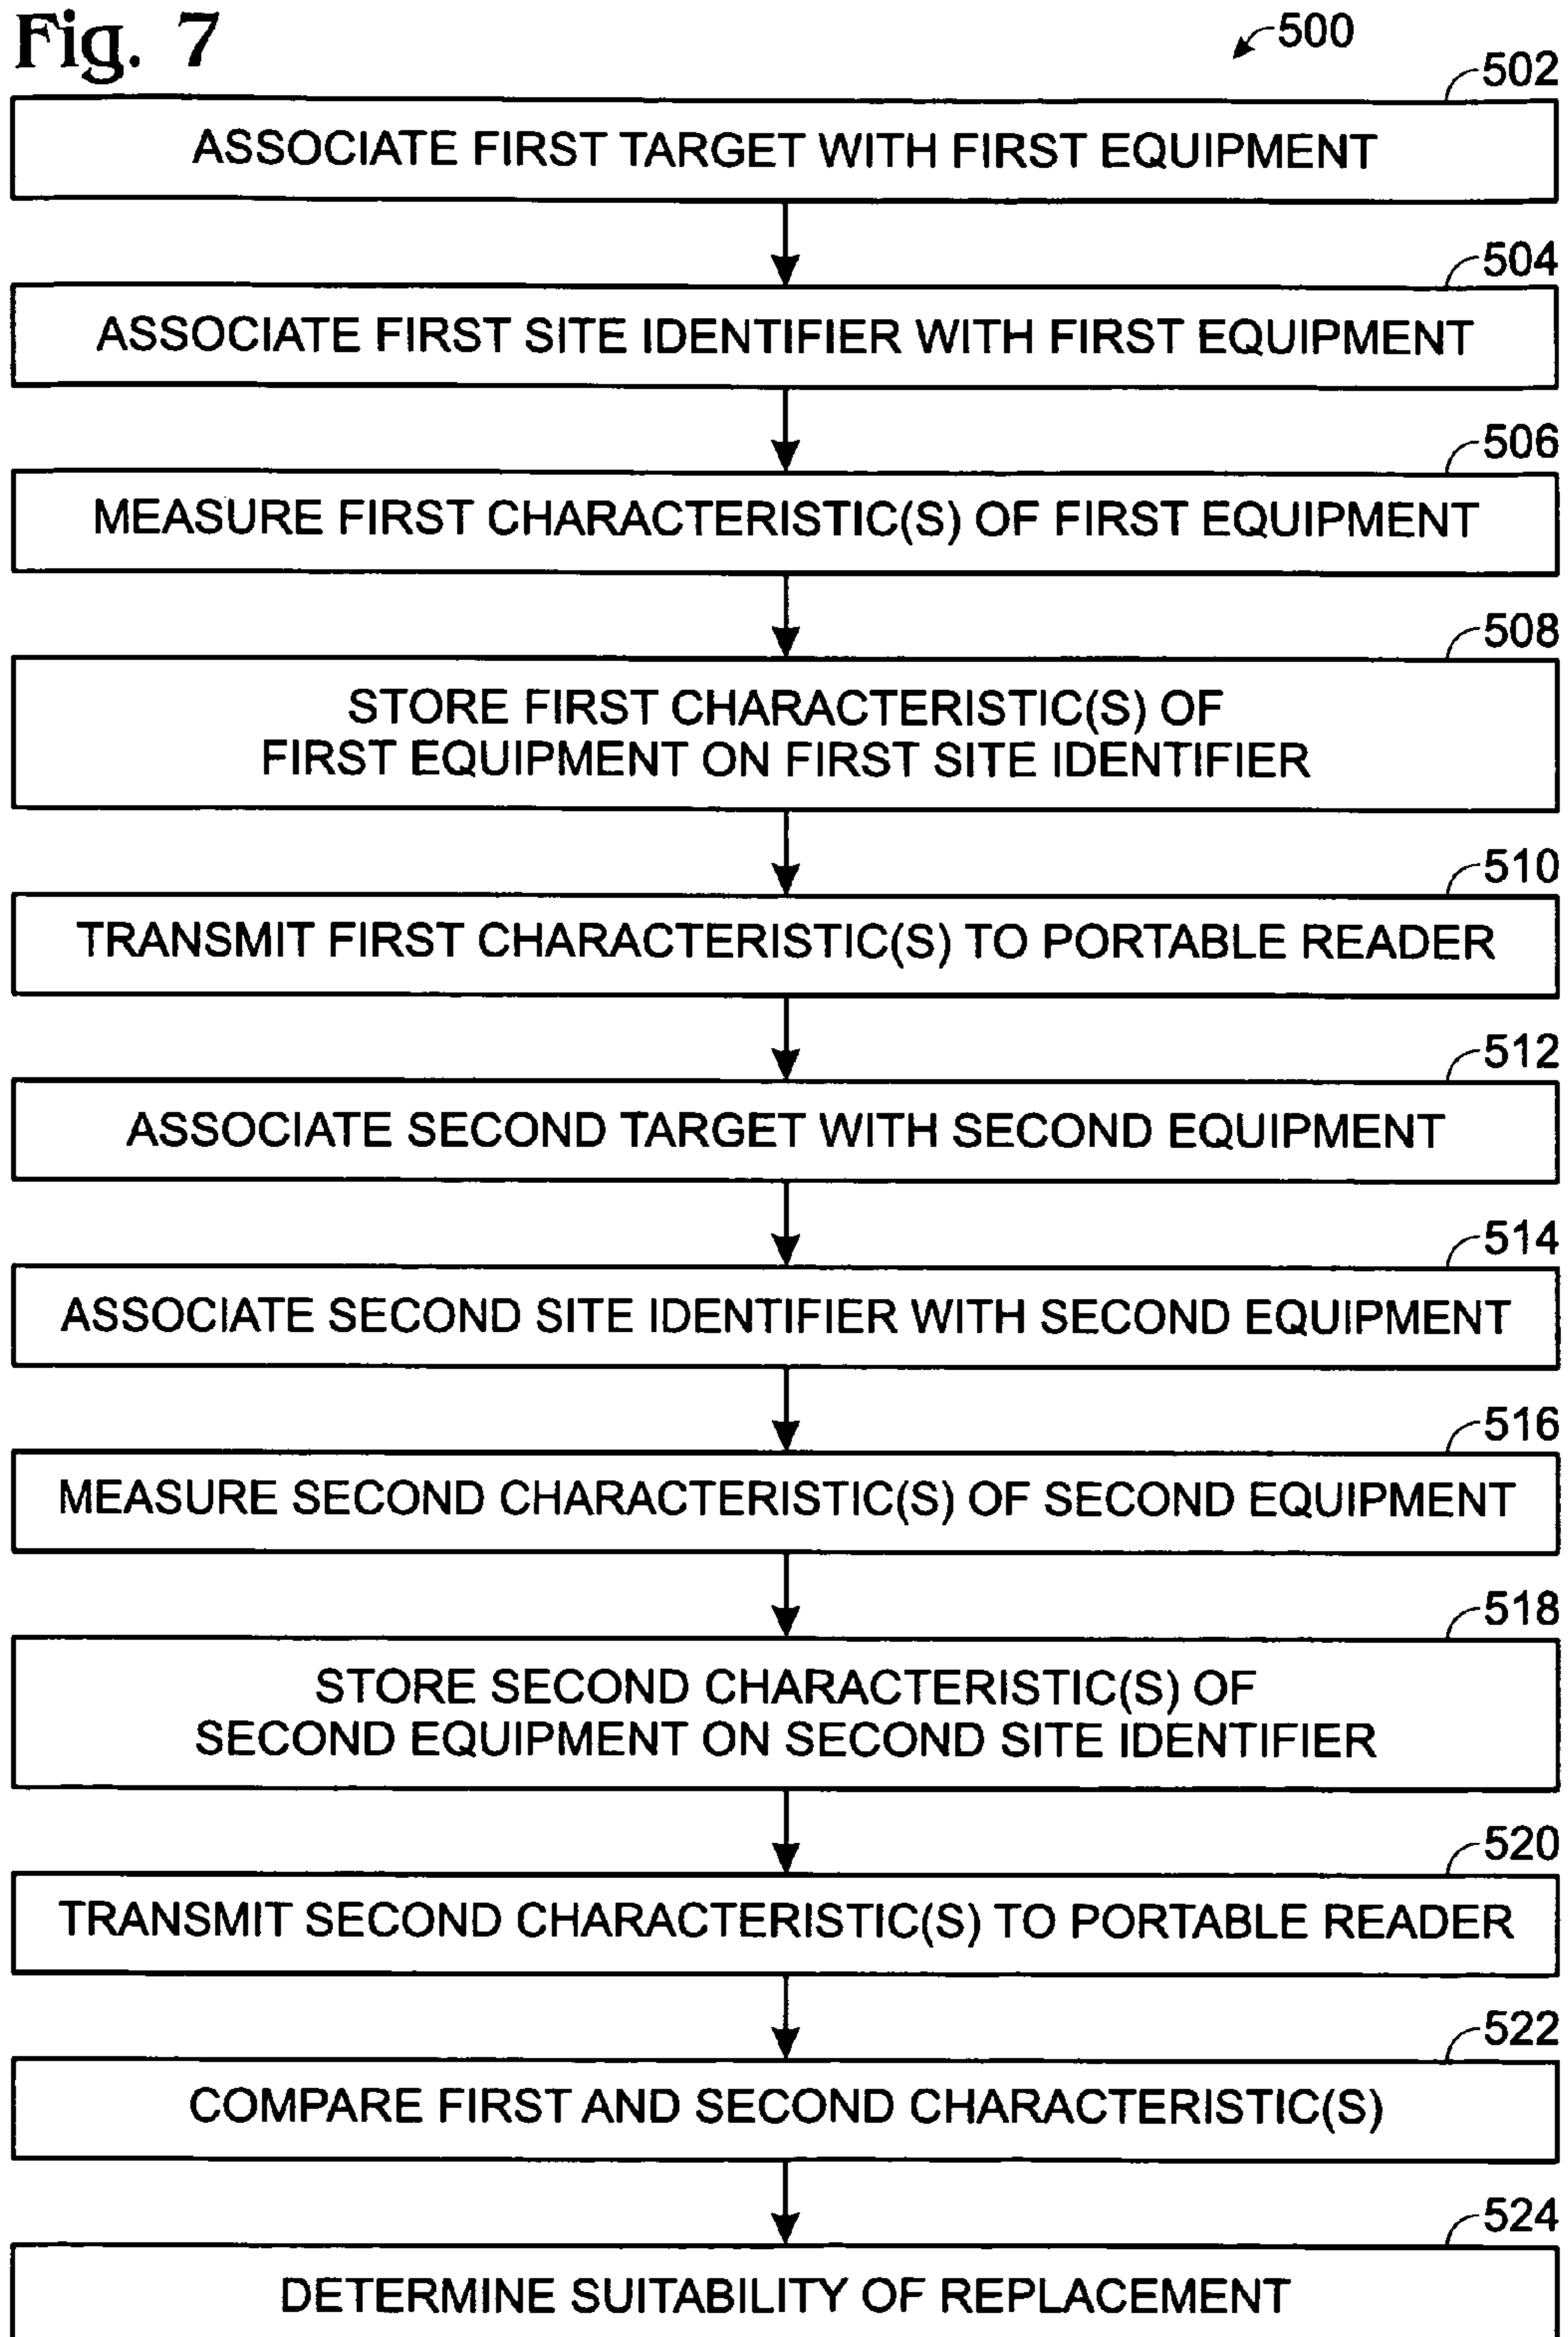 Fig. 7
500
502
ASSOCIATE FIRST TARGET WITH FIRST EQUIPMENT
504
ASSOCIATE FIRST SITE IDENTIFIER WITH FIRST EQUIPMENT
506
MEASURE FIRST CHARACTERISTIC(S) OF FIRST EQUIPMENT
508
STORE FIRST CHARACTERISTIC(S) OF
FIRST EQUIPMENT ON FIRST SITE IDENTIFIER
510
TRANSMIT FIRST CHARACTERISTIC(S) TO PORTABLE READER
512
ASSOCIATE SECOND TARGET WITH SECOND EQUIPMENT
514
ASSOCIATE SECOND SITE IDENTIFIER WITH SECOND EQUIPMENT
516
MEASURE SECOND CHARACTERISTIC(S) OF SECOND EQUIPMENT
518
STORE SECOND CHARACTERISTIC(S) OF
SECOND EQUIPMENT ON SECOND SITE IDENTIFIER
520
TRANSMIT SECOND CHARACTERISTIC(S) TO PORTABLE READER
522
COMPARE FIRST AND SECOND CHARACTERISTIC(S)
524
DETERMINE SUITABILITY OF REPLACEMENT